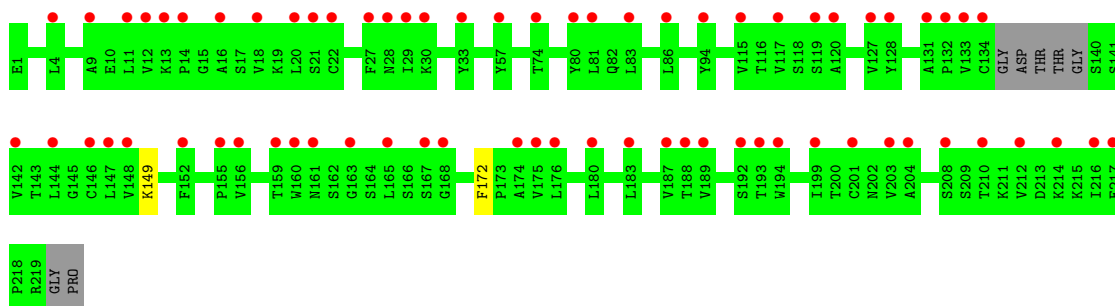 E1 L4 A9 E10 L11 V12 K13 P14 G15 A16 S17 V18 K19 L20 S21 C22 F27 N28 I29 K30 Y33 Y57 T74 Y80 L81 Q82 L83 L86 Y94 V115 T116 V117 S118 S119 A120 V127 Y128 A131 P132 V133 C134 GLY ASP THR THR GLY S140 S141
V142 T143 L144 G145 C146 L147 V148 K149 F152 P155 V156 T159 W160 N161 S162 G163 S164 L165 S166 S167 G168 F172 P173 A174 V175 L176 L180 L183 V187 T188 V189 S192 T193 W194 I199 T200 C201 N202 V203 A204 S208 S209 T210 K211 V212 D213 K214 K215 I216 E217
P218 R219 GLY PRO